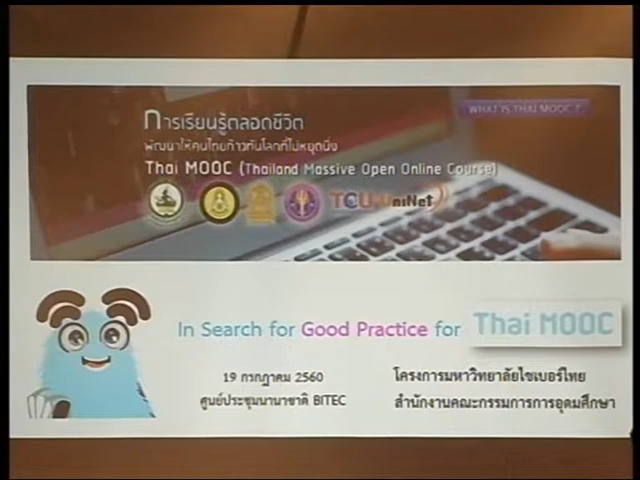 WHAT IS THAI MOOC ?
การเรียนรู้ตลอดชีวิต
พัฒนาให้คนไทยก้าวทันโลกที่ไม่หยุดนิ่ง
Thai MOOC (Thailand Massive Open Online Course)
TCU UniNet
In Search for Good Practice for Thai MOOC
19 กรกฎาคม 2560
ศูนย์ประชุมนานาชาติ BITEC
โครงการมหาวิทยาลัยไซเบอร์ไทย
สำนักงานคณะกรรมการการอุดมศึกษา